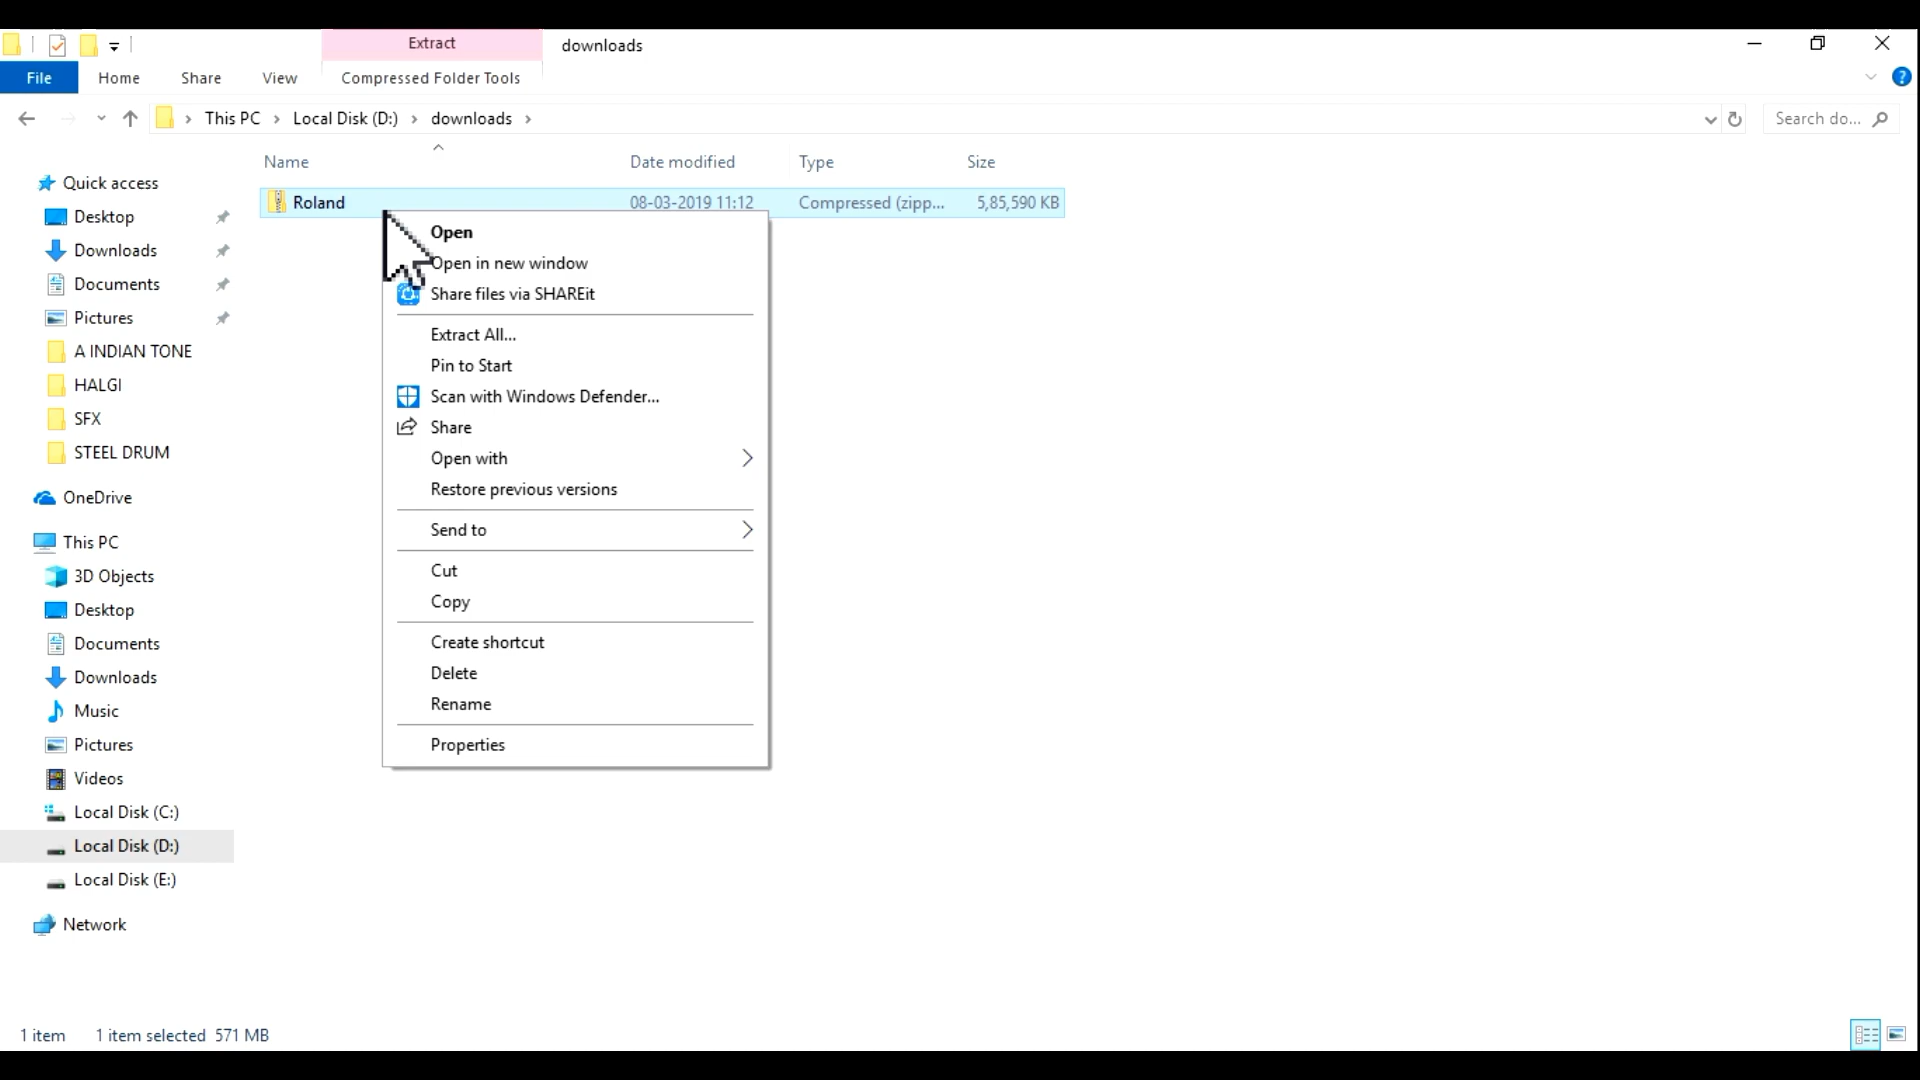 Extract
downloads
File
Home
Share
View
Compressed Folder Tools
This PC
Local Disk (D:)
downloads
Search do...
Name
Date modified
Type
Size
Quick access
Desktop
Downloads
Documents
Pictures
A INDIAN TONE
HALGI
SFX
STEEL DRUM
OneDrive
This PC
3D Objects
Desktop
Documents
Downloads
Music
Pictures
Videos
Local Disk (C:)
Local Disk (D:)
Local Disk (E:)
Network
Roland 08-03-2019 11:12 Compressed (zipp... 5,85,590 KB
Open
Open in new window
Share files via SHAREit
Extract All...
Pin to Start
Scan with Windows Defender...
Share
Open with
Restore previous versions
Send to
Cut
Copy
Create shortcut
Delete
Rename
Properties
1 item 1 item selected 571 MB